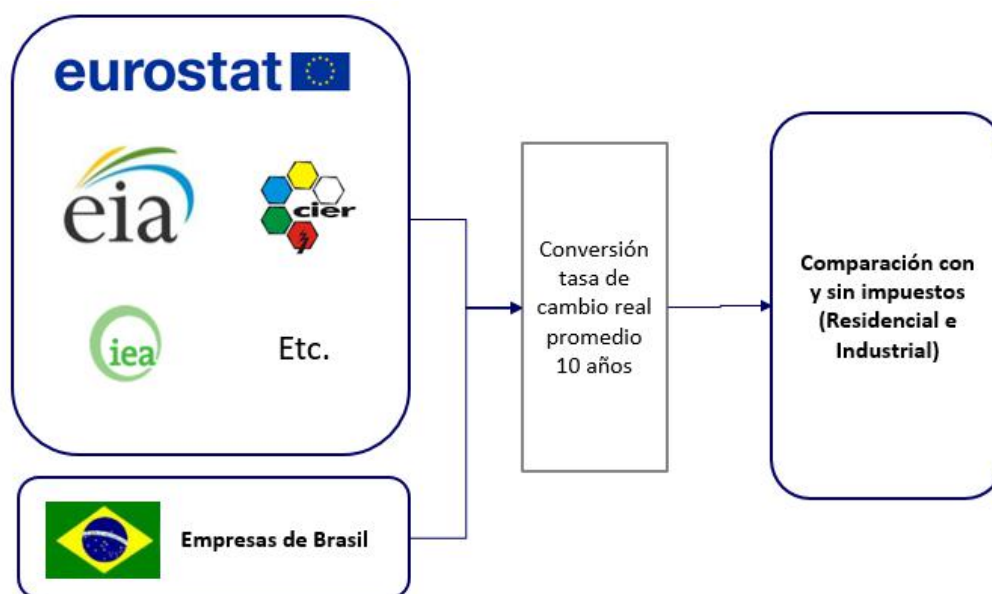 eurostat
eia
cier
iea
Etc.
Empresas de Brasil
Conversión
tasa de
cambio real
promedio
10 años
Comparación con
y sin impuestos
(Residencial e
Industrial)